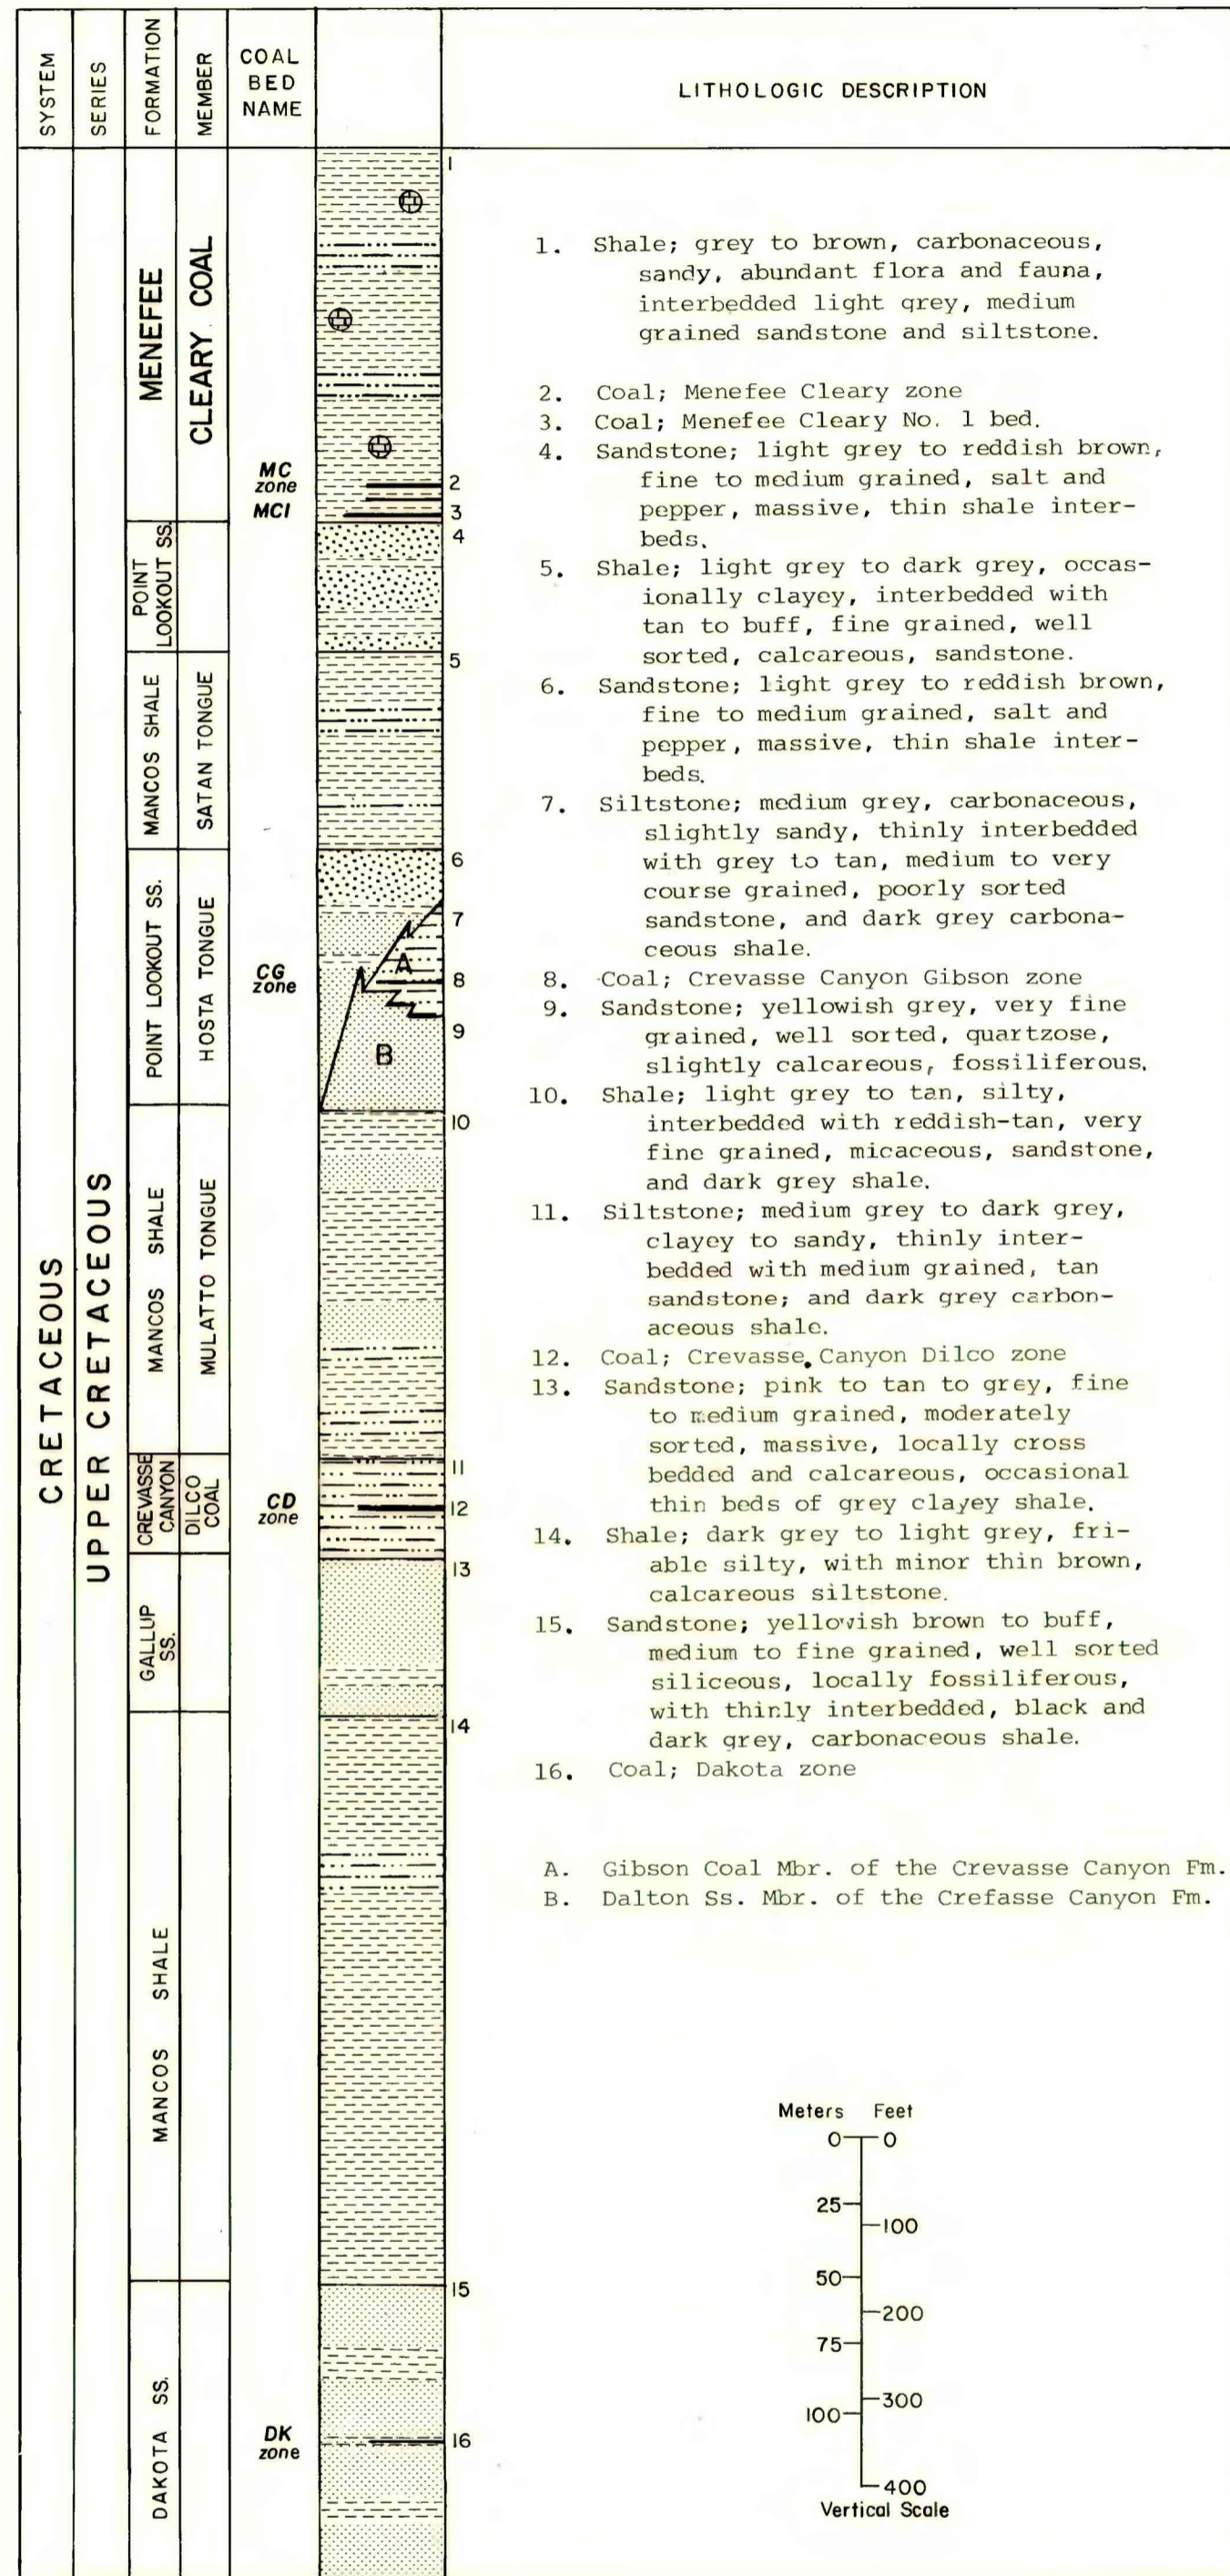 SYSTEM
SERIES
FORMATION
MEMBER
COAL
BED
NAME
LITHOLOGIC DESCRIPTION
CRETACEOUS
UPPER CRETACEOUS
MENEFEE
CLEARY COAL
POINT
LOOKOUT SS.
MANCOS SHALE
SATAN TONGUE
POINT LOOKOUT SS.
HOSTA TONGUE
MANCOS SHALE
MULATTO TONGUE
CREVASSE
CANYON
DILCO
COAL
GALLUP
SS.
MANCOS SHALE
DAKOTA SS.
MC
zone
MC1
CG
zone
CD
zone
DK
zone
1
2
3
4
5
6
7
A
8
9
B
10
11
12
13
14
15
16
1. Shale; grey to brown, carbonaceous,
sandy, abundant flora and fauna,
interbedded light grey, medium
grained sandstone and siltstone.
2. Coal; Menefee Cleary zone
3. Coal; Menefee Cleary No. 1 bed.
4. Sandstone; light grey to reddish brown,
fine to medium grained, salt and
pepper, massive, thin shale inter-
beds.
5. Shale; light grey to dark grey, occas-
ionally clayey, interbedded with
tan to buff, fine grained, well
sorted, calcareous, sandstone.
6. Sandstone; light grey to reddish brown,
fine to medium grained, salt and
pepper, massive, thin shale inter-
beds.
7. Siltstone; medium grey, carbonaceous,
slightly sandy, thinly interbedded
with grey to tan, medium to very
course grained, poorly sorted
sandstone, and dark grey carbona-
ceous shale.
8. Coal; Crevasse Canyon Gibson zone
9. Sandstone; yellowish grey, very fine
grained, well sorted, quartzose,
slightly calcareous, fossiliferous.
10. Shale; light grey to tan, silty,
interbedded with reddish-tan, very
fine grained, micaceous, sandstone,
and dark grey shale.
11. Siltstone; medium grey to dark grey,
clayey to sandy, thinly inter-
bedded with medium grained, tan
sandstone; and dark grey carbon-
aceous shale.
12. Coal; Crevasse Canyon Dilco zone
13. Sandstone; pink to tan to grey, fine
to medium grained, moderately
sorted, massive, locally cross
bedded and calcareous, occasional
thin beds of grey clayey shale.
14. Shale; dark grey to light grey, fri-
able silty, with minor thin brown,
calcareous siltstone.
15. Sandstone; yellowish brown to buff,
medium to fine grained, well sorted
siliceous, locally fossiliferous,
with thinly interbedded, black and
dark grey, carbonaceous shale.
16. Coal; Dakota zone
A. Gibson Coal Mbr. of the Crevasse Canyon Fm.
B. Dalton Ss. Mbr. of the Crefasse Canyon Fm.
Meters Feet
0 0
25
100
50
200
75
300
100
400
Vertical Scale